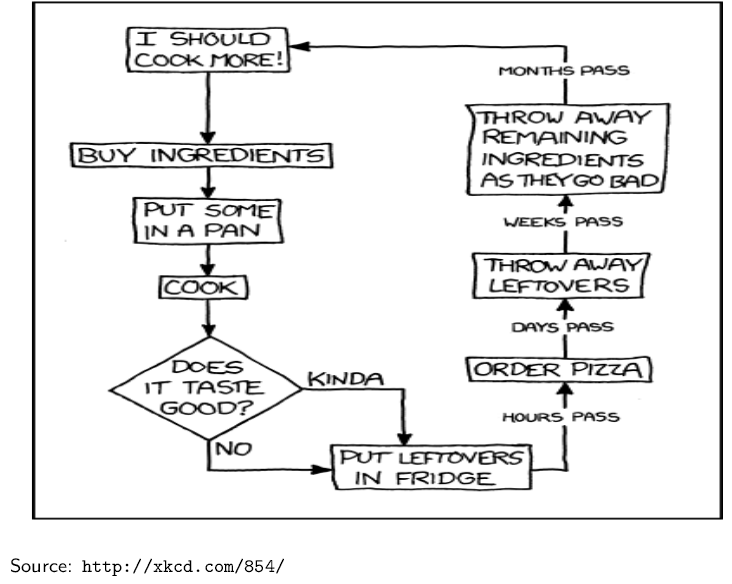 I SHOULD
COOK MORE!
BUY INGREDIENTS
PUT SOME
IN A PAN
COOK
DOES
IT TASTE
GOOD?
KINDA
NO
PUT LEFTOVERS
IN FRIDGE
HOURS PASS
ORDER PIZZA
DAYS PASS
THROW AWAY
LEFTOVERS
WEEKS PASS
THROW AWAY
REMAINING
INGREDIENTS
AS THEY GO BAD
MONTHS PASS
Source: http://xkcd.com/854/